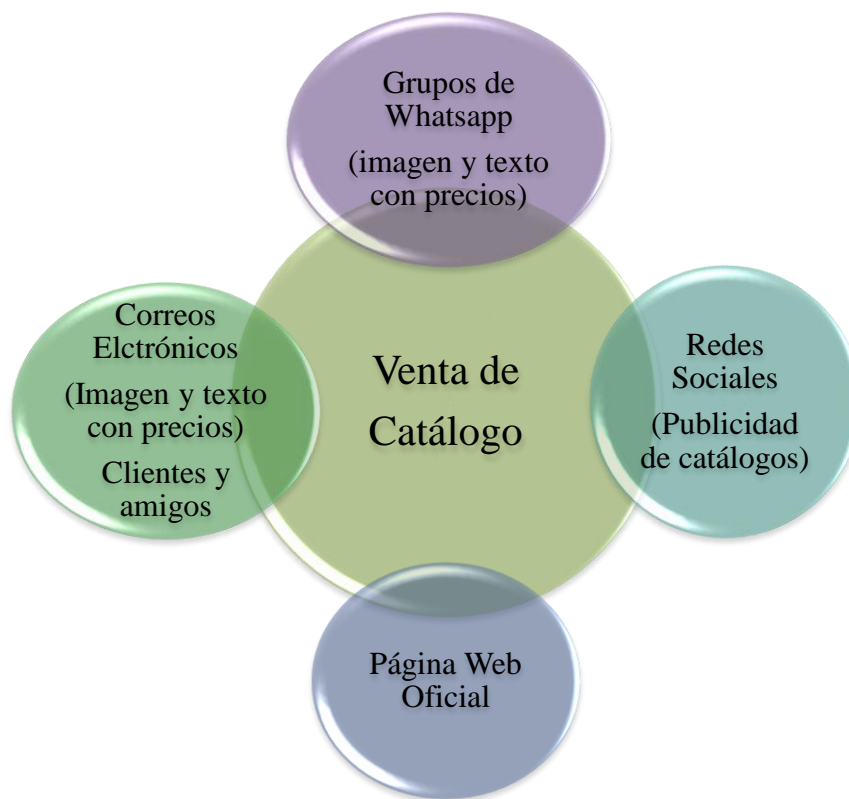 Grupos de
Whatsapp
(imagen y texto
con precios)
Correos
Elctrónicos
(Imagen y texto
con precios)
Clientes y
amigos
Venta de
Catálogo
Redes
Sociales
(Publicidad
de catálogos)
Página Web
Oficial